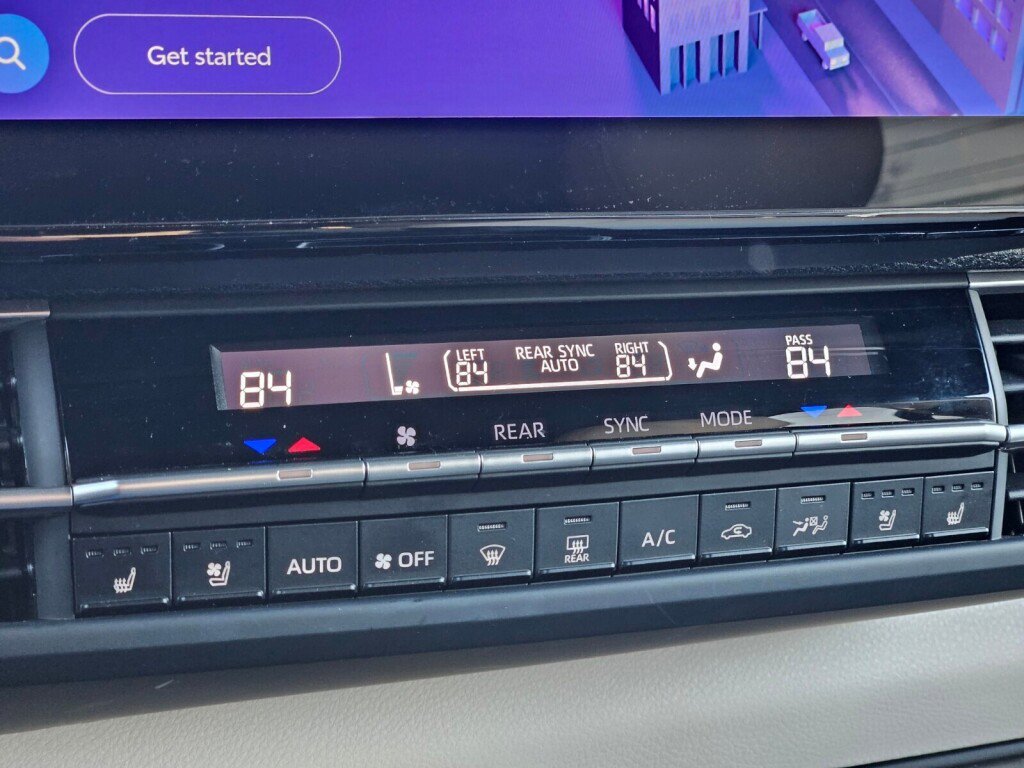 Get started
LEFT REAR SYNC RIGHT PASS
84 84 AUTO 84 84
REAR SYNC MODE
AUTO OFF REAR A/C